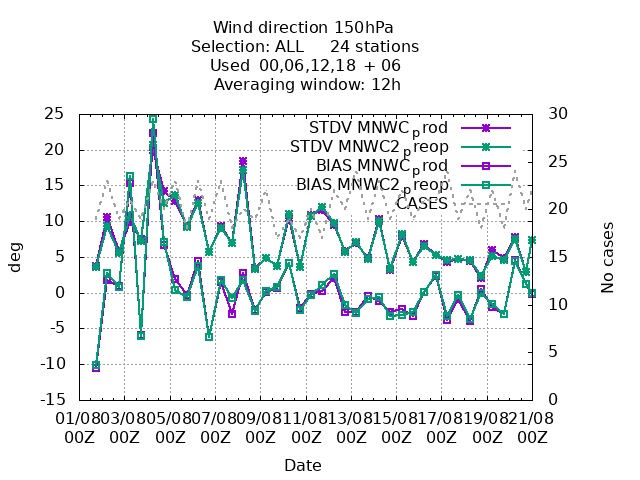 Wind direction 150hPa
Selection: ALL 24 stations
Used 00,06,12,18 + 06
Averaging window: 12h
25
20
15
10
5
0
-5
-10
-15
30
25
20
15
10
5
0
deg
No cases
STDV MNWC_prod
STDV MNWC2_preop
BIAS MNWC_prod
BIAS MNWC2_preop
CASES
01/08 03/08 05/08 07/08 09/08 11/08 13/08 15/08 17/08 19/08 21/08
00Z 00Z 00Z 00Z 00Z 00Z 00Z 00Z 00Z 00Z 00Z
Date